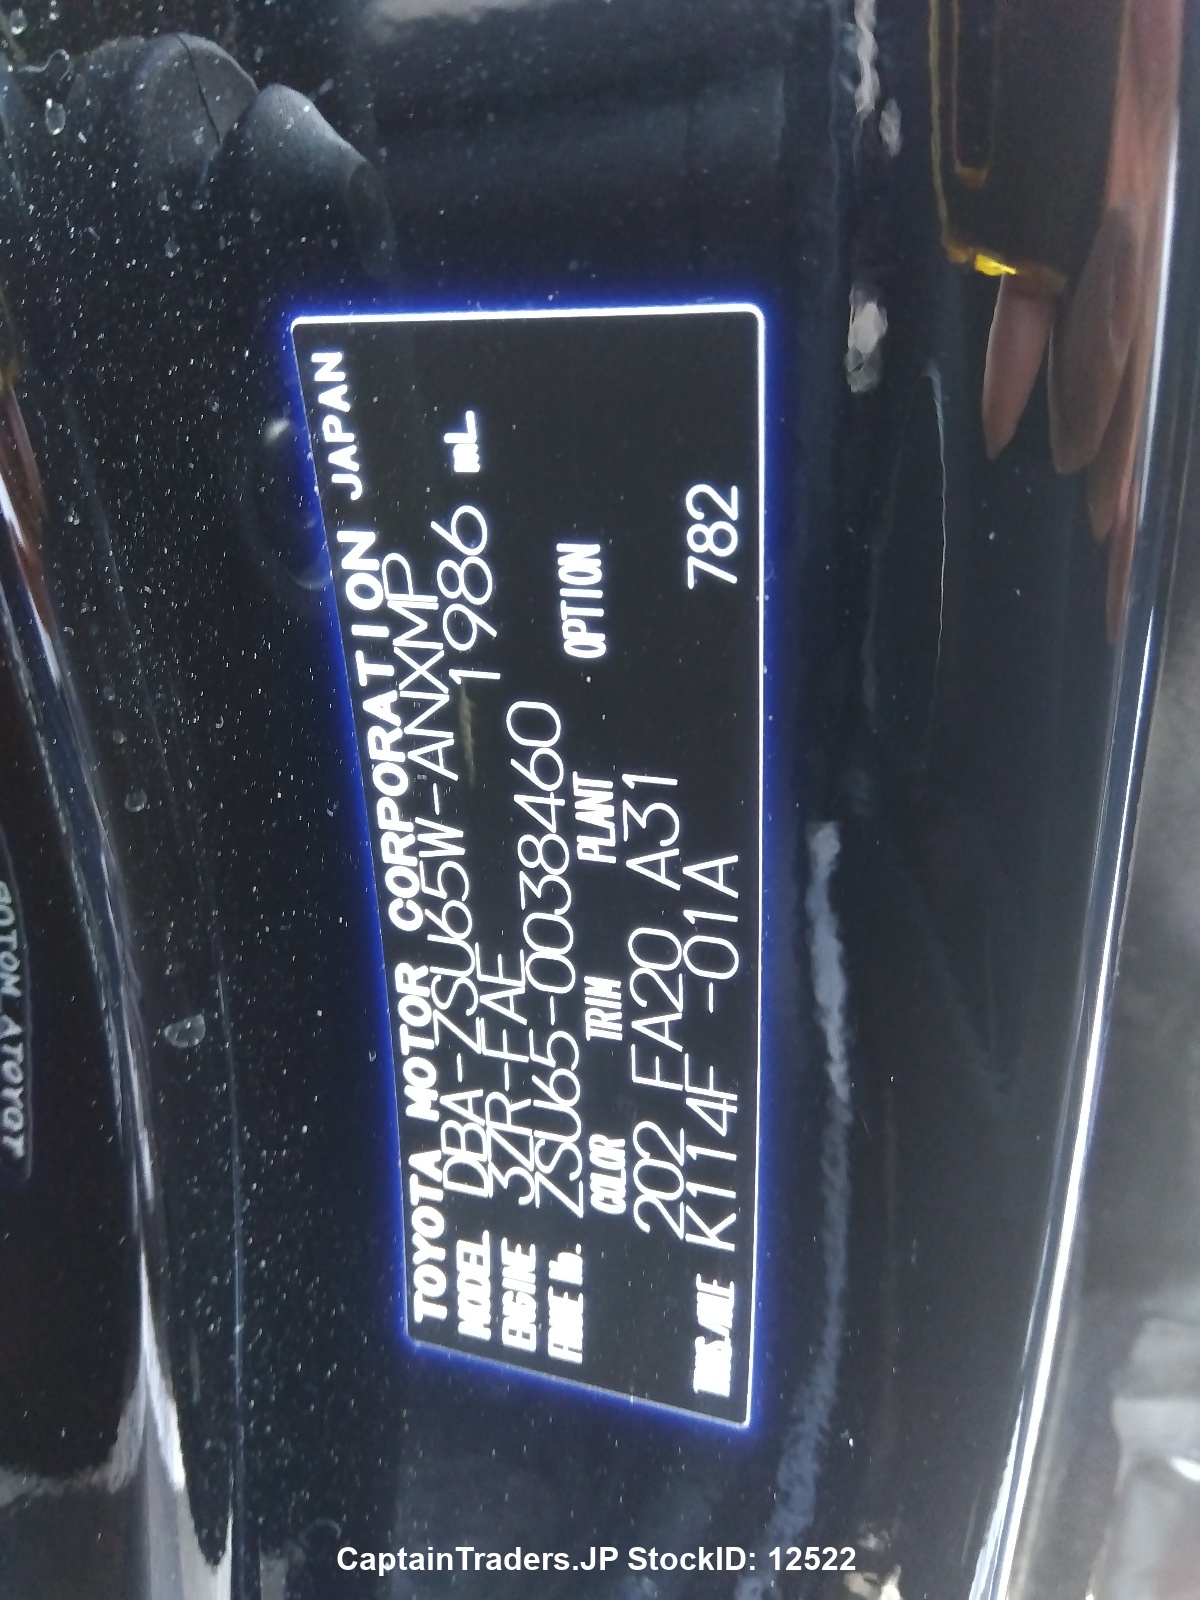 TOYOTA MOTOR CORPORATION JAPAN
MODEL DBA-ZSU65W-ANXMP
ENGINE 3ZR-FAE 1986 mL
FRAME No. ZSU65-0038460
COLOR TRIM PLANT OPTION
202 FA20 A31
TRANS/AXLE K114F -01A 782
CaptainTraders.JP StockID: 12522